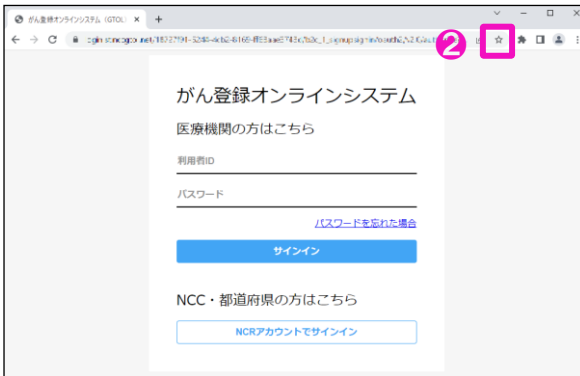 がん登録オンラインシステム (GTOL
2
がん登録オンラインシステム
医療機関の方はこちら
利用者ID
パスワード
パスワードを忘れた場合
サインイン
NCC・都道府県の方はこちら
NCRアカウントでサインイン